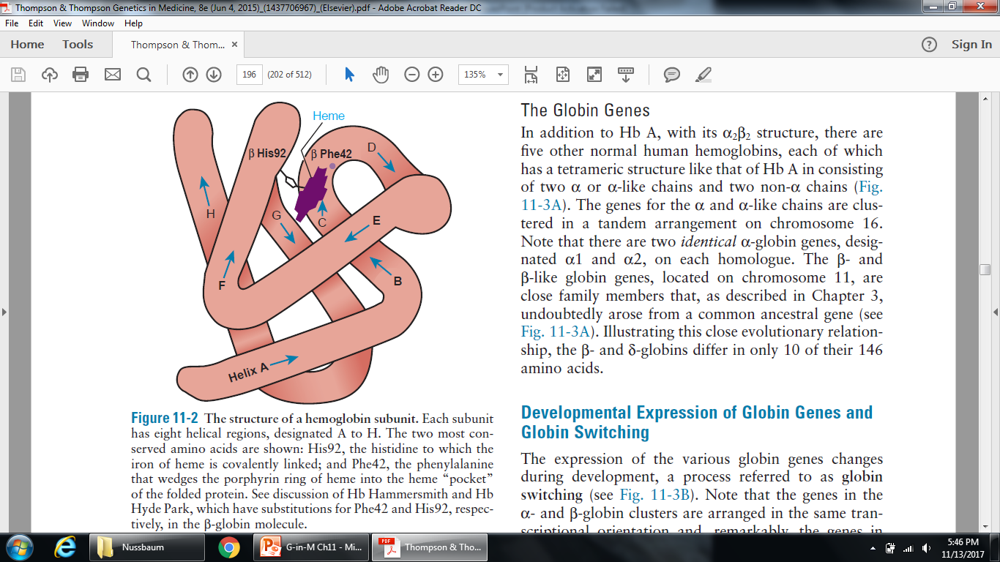 Thompson & Thompson Genetics in Medicine, 8e (Jun 4, 2015)_(1437706967)_(Elsevier).pdf - Adobe Acrobat Reader DC
File Edit View Window Help
Home Tools Thompson & Thom... × ? Sign In
196 (202 of 512) 135%
Heme
β His92
β Phe42
D
H
G
C
E
F
B
Helix A
Figure 11-2 The structure of a hemoglobin subunit. Each subunit
has eight helical regions, designated A to H. The two most con-
served amino acids are shown: His92, the histidine to which the
iron of heme is covalently linked; and Phe42, the phenylalanine
that wedges the porphyrin ring of heme into the heme “pocket”
of the folded protein. See discussion of Hb Hammersmith and Hb
Hyde Park, which have substitutions for Phe42 and His92, respec-
tively, in the β-globin molecule.
The Globin Genes
In addition to Hb A, with its α₂β₂ structure, there are
five other normal human hemoglobins, each of which
has a tetrameric structure like that of Hb A in consisting
of two α or α-like chains and two non-α chains (Fig.
11-3A). The genes for the α and α-like chains are clus-
tered in a tandem arrangement on chromosome 16.
Note that there are two identical α-globin genes, desig-
nated α1 and α2, on each homologue. The β- and
β-like globin genes, located on chromosome 11, are
close family members that, as described in Chapter 3,
undoubtedly arose from a common ancestral gene (see
Fig. 11-3A). Illustrating this close evolutionary relation-
ship, the β- and δ-globins differ in only 10 of their 146
amino acids.
Developmental Expression of Globin Genes and
Globin Switching
The expression of the various globin genes changes
during development, a process referred to as globin
switching (see Fig. 11-3B). Note that the genes in the
α- and β-globin clusters are arranged in the same tran-
scriptional orientation and, remarkably, the genes in
Nussbaum
PDF
G-in-M Ch11 - Mi...
Thompson & Tho...
5:46 PM
11/13/2017